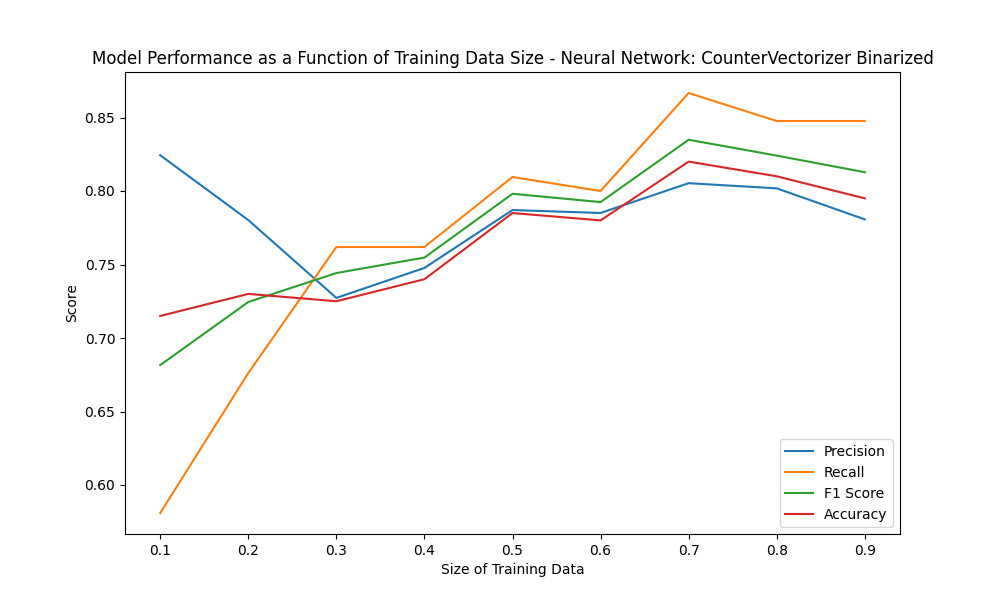 Model Performance as a Function of Training Data Size - Neural Network: CounterVectorizer Binarized
0.85
0.80
0.75
0.70
0.65
0.60
Score
0.1 0.2 0.3 0.4 0.5 0.6 0.7 0.8 0.9
Size of Training Data
Precision
Recall
F1 Score
Accuracy